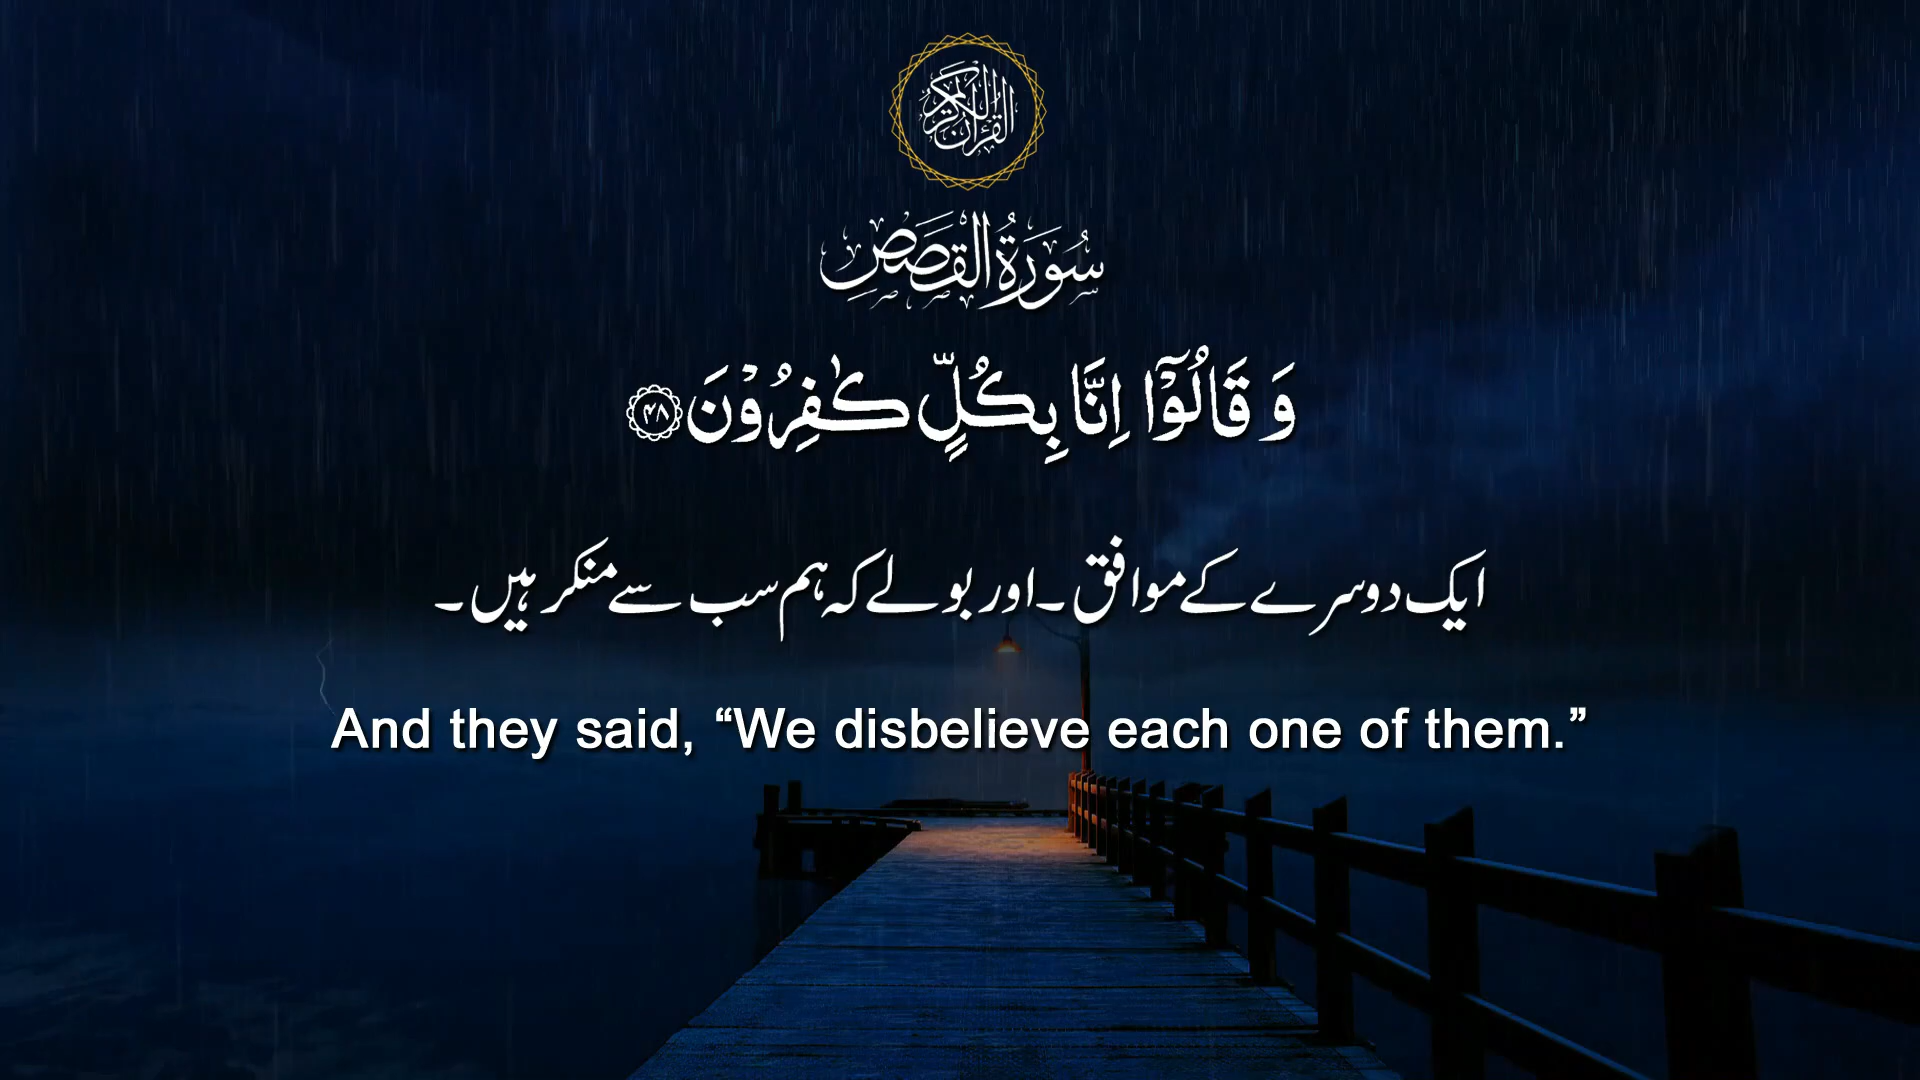 القرآن الكريم
سُورَةُ الْقَصَصِ
وَ قَالُوْۤا اِنَّا بِكُلٍّ كٰفِرُوْنَ ۴۸
ایک دوسرے کے موافق۔ اور بولے کہ ہم سب سے منکر ہیں۔
And they said, “We disbelieve each one of them.”